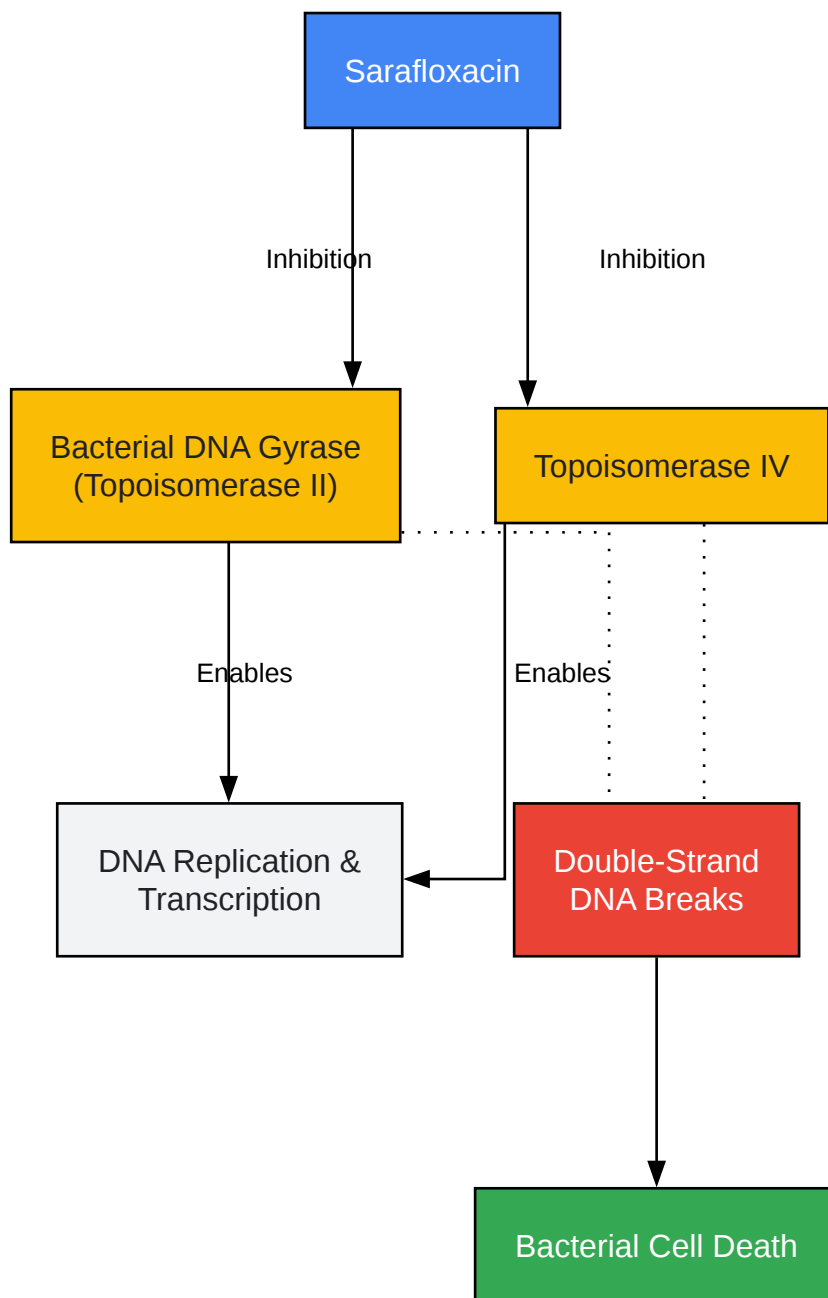 Sarafloxacin
Inhibition
Inhibition
Bacterial DNA Gyrase
(Topoisomerase II)
Topoisomerase IV
Enables
Enables
DNA Replication &
Transcription
Double-Strand
DNA Breaks
Bacterial Cell Death